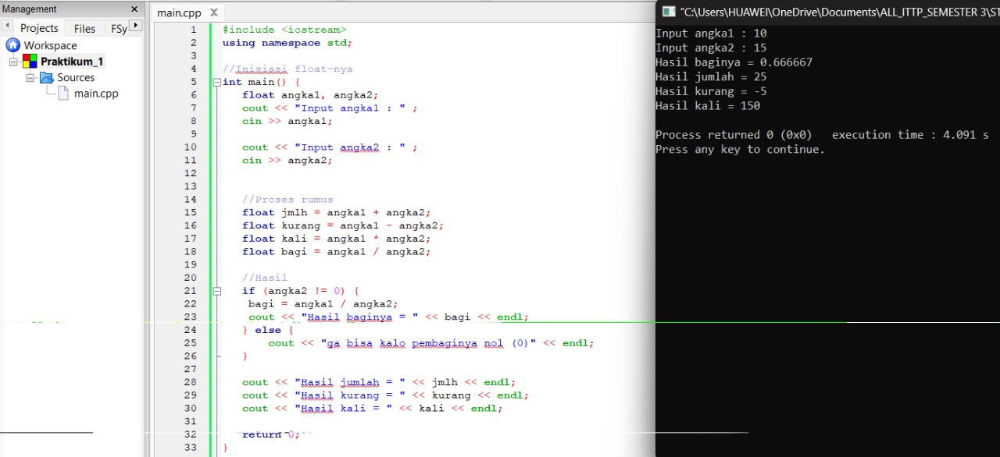 Management
Projects Files FSy
Workspace
Praktikum_1
Sources
main.cpp
main.cpp
1 #include <iostream>
2 using namespace std;
3
4 //Inisiasi float-nya
5 int main() {
6 float angka1, angka2;
7 cout << "Input angka1 : " ;
8 cin >> angka1;
9
10 cout << "Input angka2 : " ;
11 cin >> angka2;
12
13
14 //Proses rumus
15 float jmlh = angka1 + angka2;
16 float kurang = angka1 - angka2;
17 float kali = angka1 * angka2;
18 float bagi = angka1 / angka2;
19
20 //Hasil
21 if (angka2 != 0) {
22 bagi = angka1 / angka2;
23 cout << "Hasil baginya = " << bagi << endl;
24 } else {
25 cout << "ga bisa kalo pembaginya nol (0)" << endl;
26 }
27
28 cout << "Hasil jumlah = " << jmlh << endl;
29 cout << "Hasil kurang = " << kurang << endl;
30 cout << "Hasil kali = " << kali << endl;
31
32 return 0;
33 }
"C:\Users\HUAWEI\OneDrive\Documents\ALL_ITTP_SEMESTER 3\ST
Input angka1 : 10
Input angka2 : 15
Hasil baginya = 0.666667
Hasil jumlah = 25
Hasil kurang = -5
Hasil kali = 150
Process returned 0 (0x0) execution time : 4.091 s
Press any key to continue.